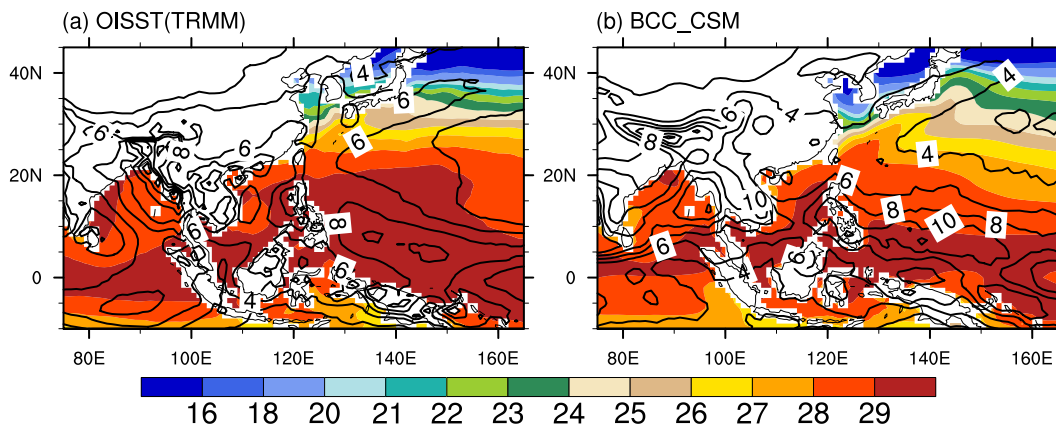 (a) OISST(TRMM) (b) BCC_CSM
40N 4 6 40N 4
6 8 6 6 8 6 4 4
20N 20N 6
6 8 10 8 10
6 6 6 8
0 4 0 4
80E 100E 120E 140E 160E 80E 100E 120E 140E 160E
16 18 20 21 22 23 24 25 26 27 28 29